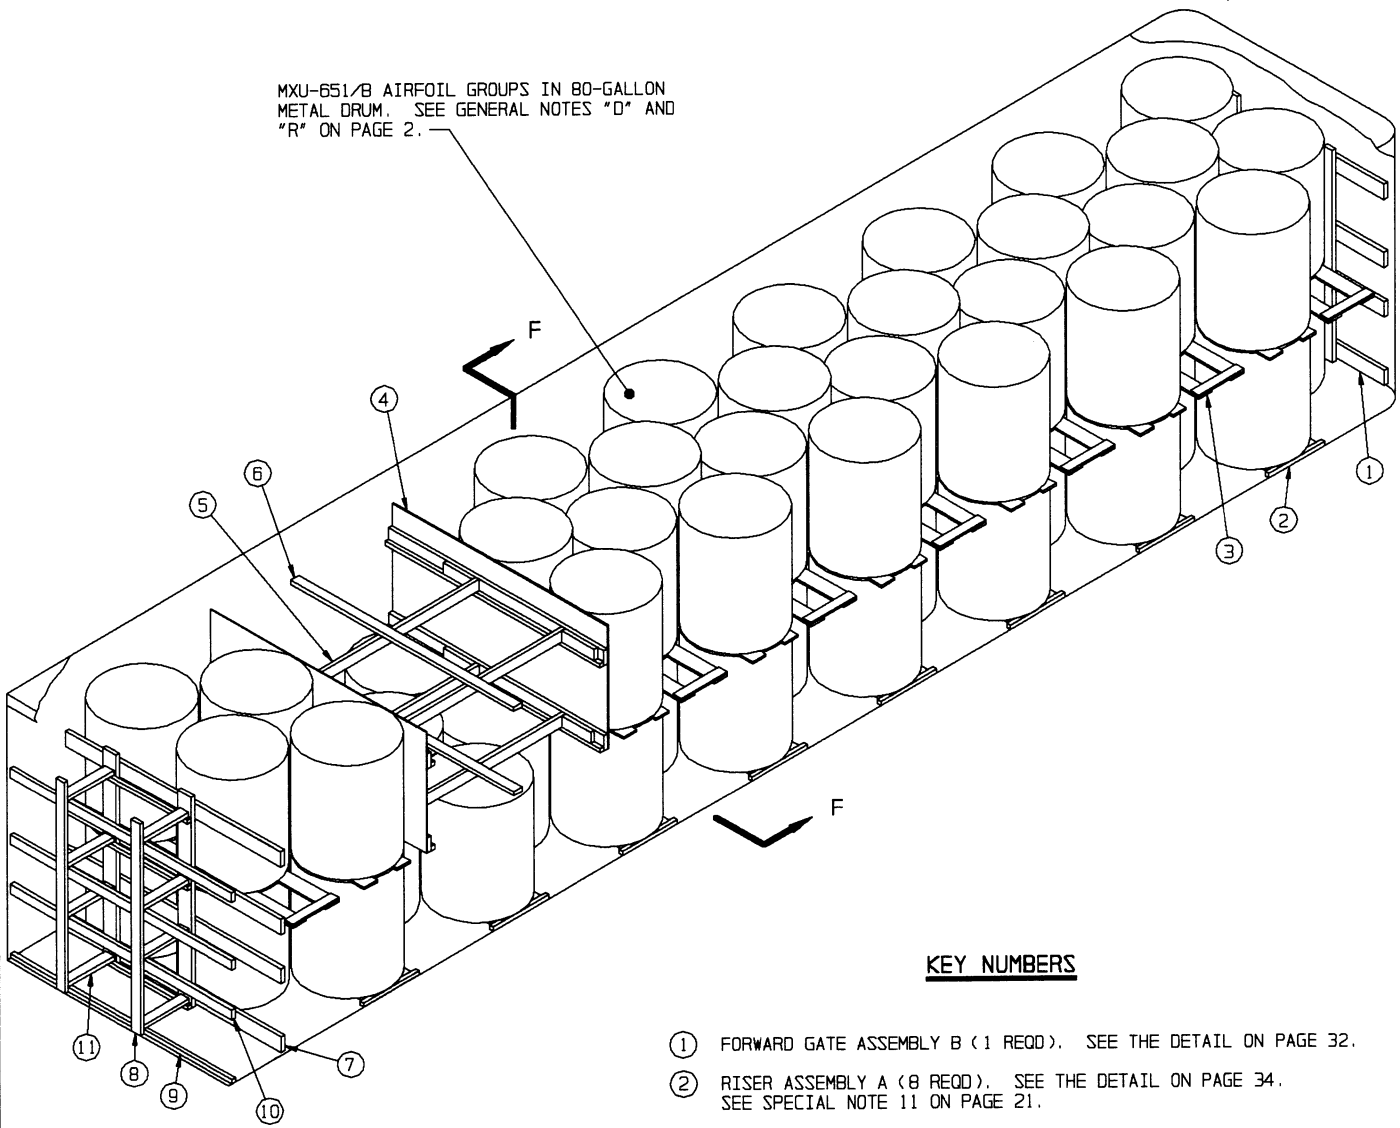 MXU-651/B AIRFOIL GROUPS IN 80-GALLON
METAL DRUM. SEE GENERAL NOTES "D" AND
"R" ON PAGE 2.
F
4
6
5
1
2
3
F
KEY NUMBERS
11
8
9
10
7
1 FORWARD GATE ASSEMBLY B (1 REQD). SEE THE DETAIL ON PAGE 32.
2 RISER ASSEMBLY A (8 REQD). SEE THE DETAIL ON PAGE 34.
SEE SPECIAL NOTE 11 ON PAGE 21.